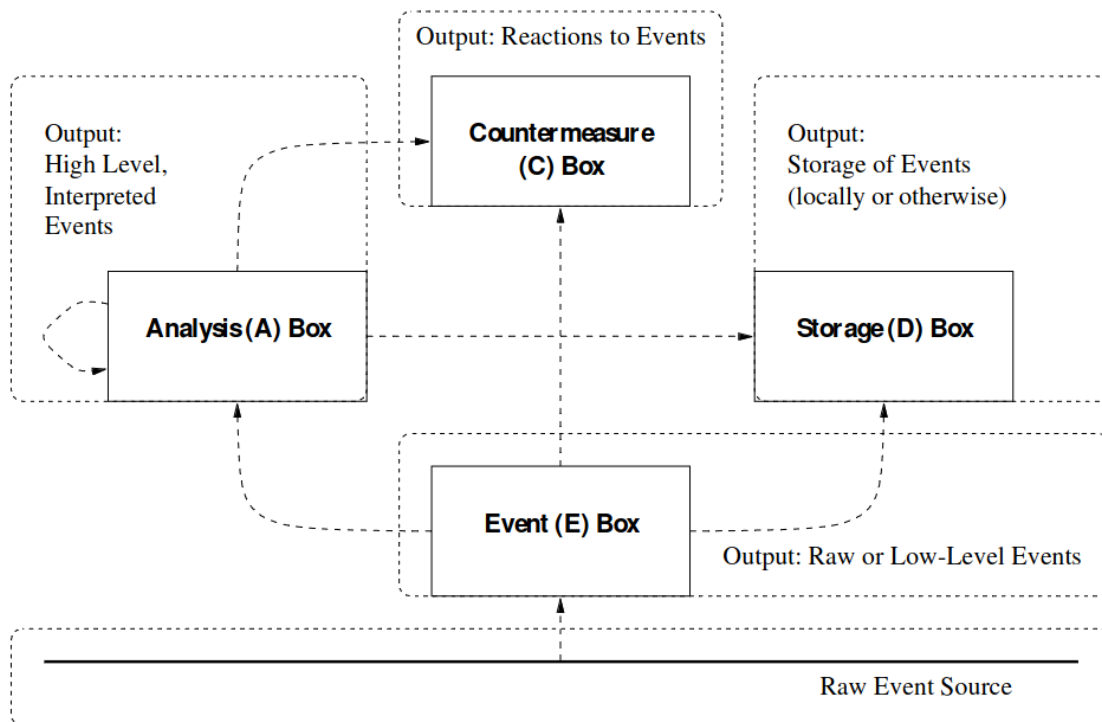 Output: Reactions to Events
Countermeasure
(C) Box
Output:
High Level,
Interpreted
Events
Output:
Storage of Events
(locally or otherwise)
Analysis (A) Box
Storage (D) Box
Event (E) Box
Output: Raw or Low-Level Events
Raw Event Source